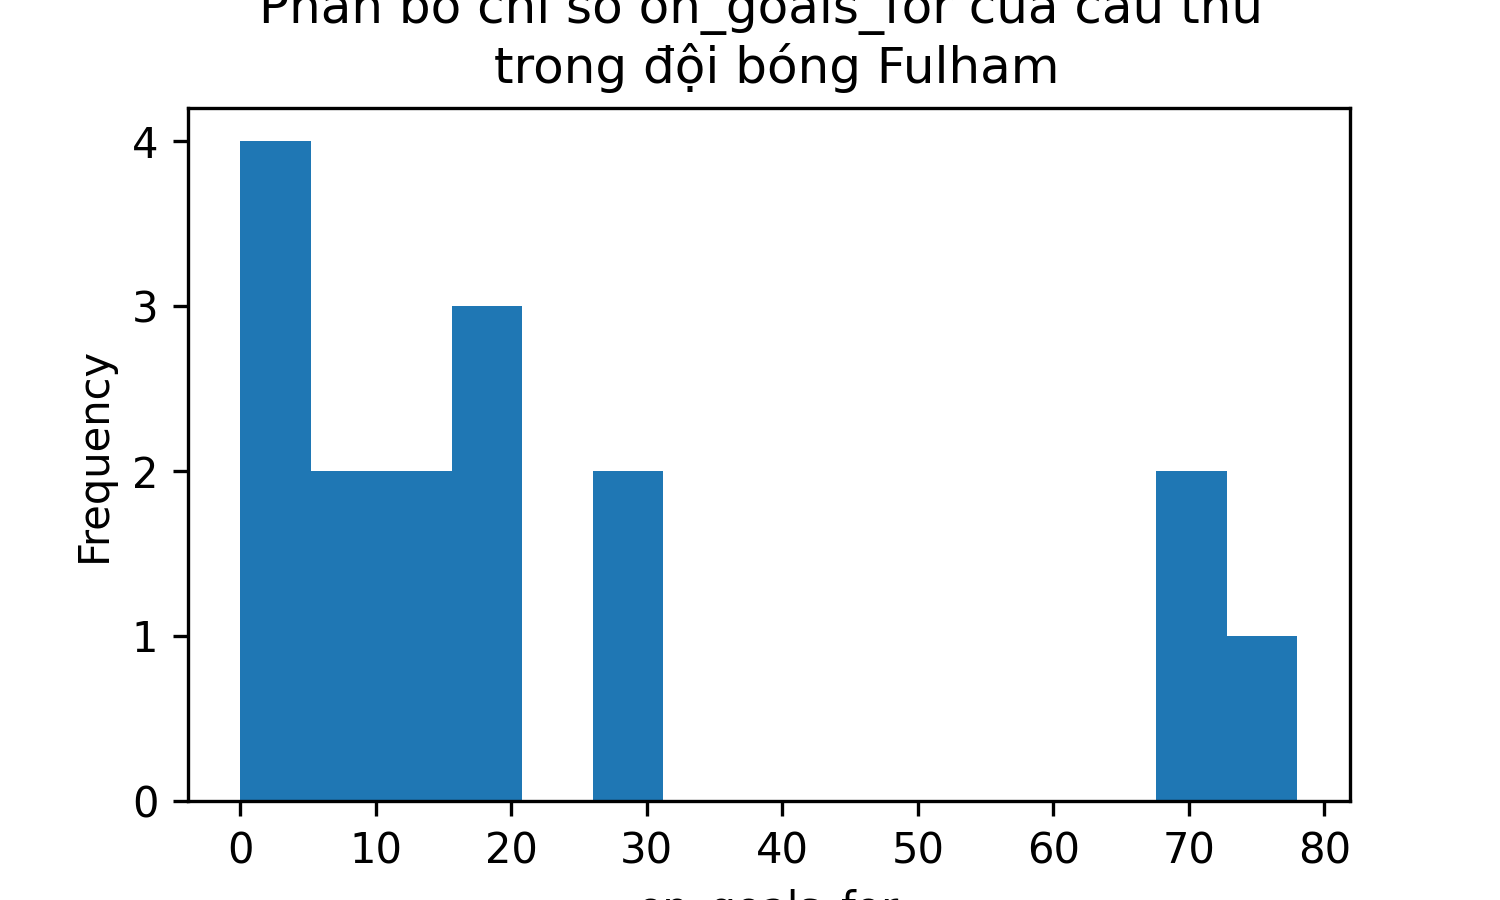 Phân bố chỉ số on_goals_for của cầu thủ
trong đội bóng Fulham
4
3
2
1
0
Frequency
0 10 20 30 40 50 60 70 80
on_goals_for